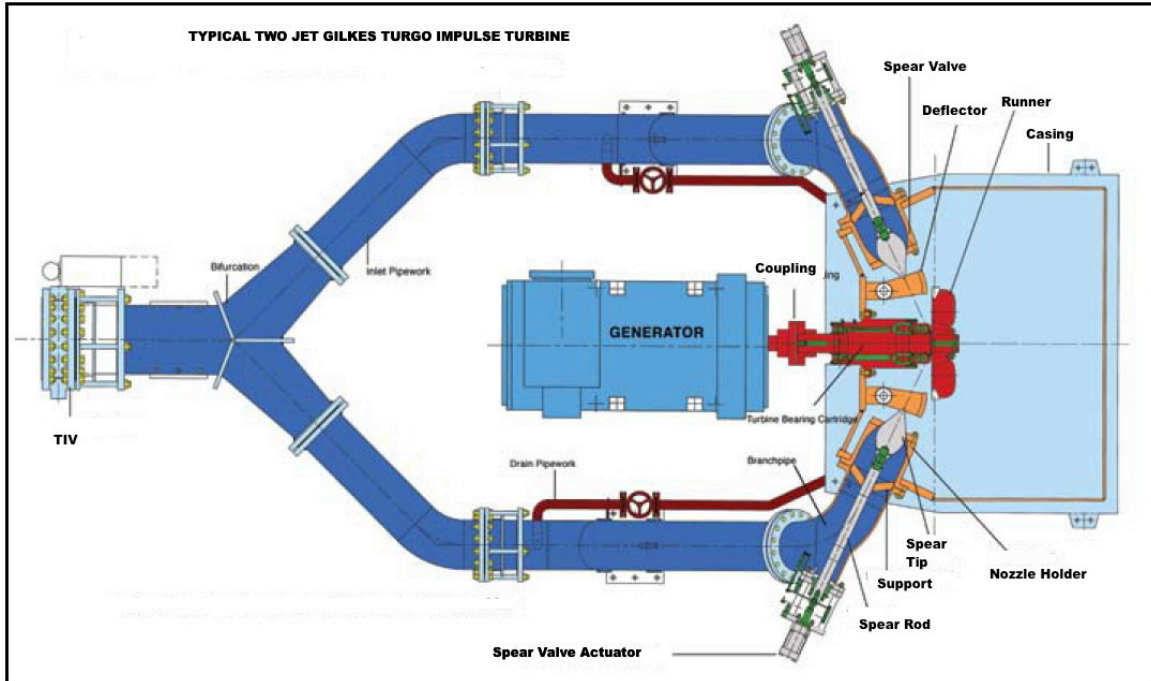 TYPICAL TWO JET GILKES TURGO IMPULSE TURBINE
Spear Valve
Deflector
Runner
Casing
Bifurcation
Inlet Pipework
Coupling
GENERATOR
TIV
Turbine Bearing Cartridge
Drain Pipework
Branchpipe
Spear
Tip
Support
Nozzle Holder
Spear Rod
Spear Valve Actuator